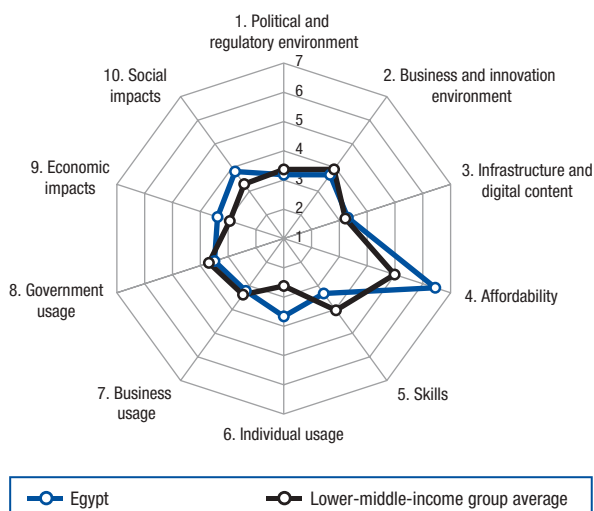 1. Political and
regulatory environment
2. Business and innovation
environment
3. Infrastructure and
digital content
4. Affordability
5. Skills
6. Individual usage
7. Business
usage
8. Government
usage
9. Economic
impacts
10. Social
impacts
7
6
5
4
3
2
1
Egypt
Lower-middle-income group average